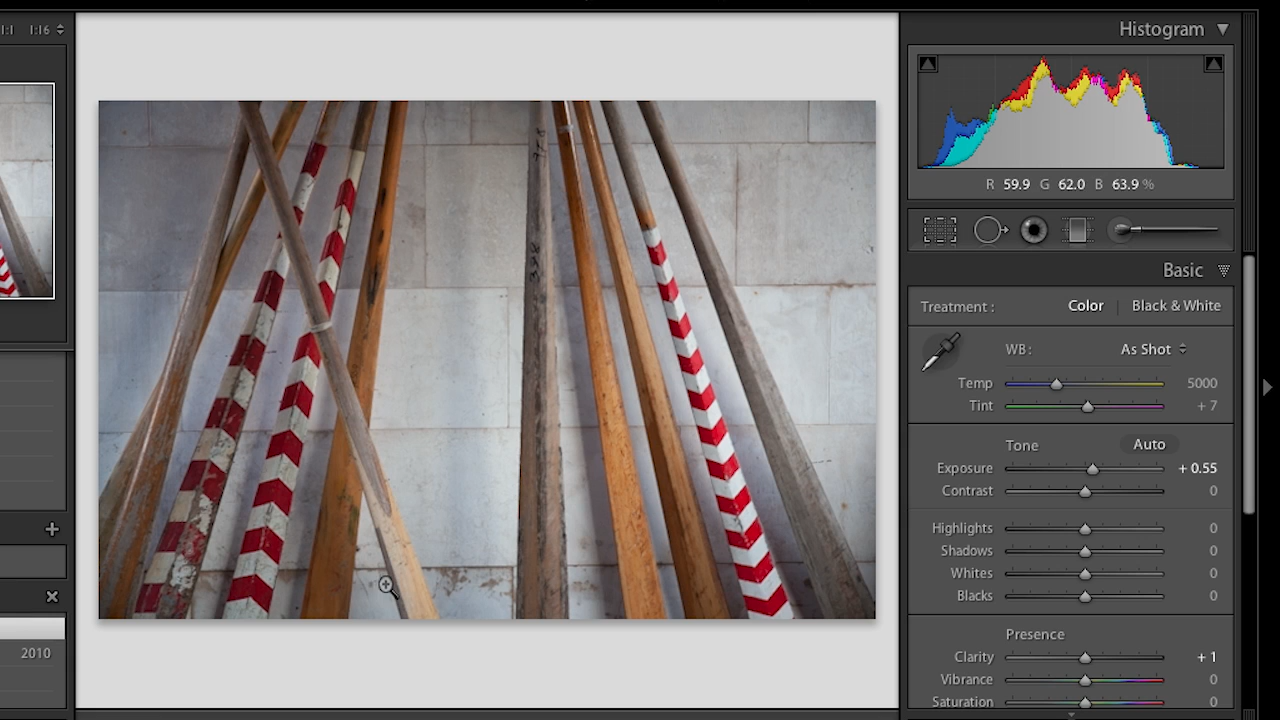 1:1 1:16
Histogram
R 59.9 G 62.0 B 63.9 %
Basic
Treatment : Color Black & White
WB: As Shot
Temp 5000
Tint + 7
Tone Auto
Exposure + 0.55
Contrast 0
Highlights 0
Shadows 0
Whites 0
Blacks 0
Presence
Clarity + 1
Vibrance 0
Saturation 0
2010